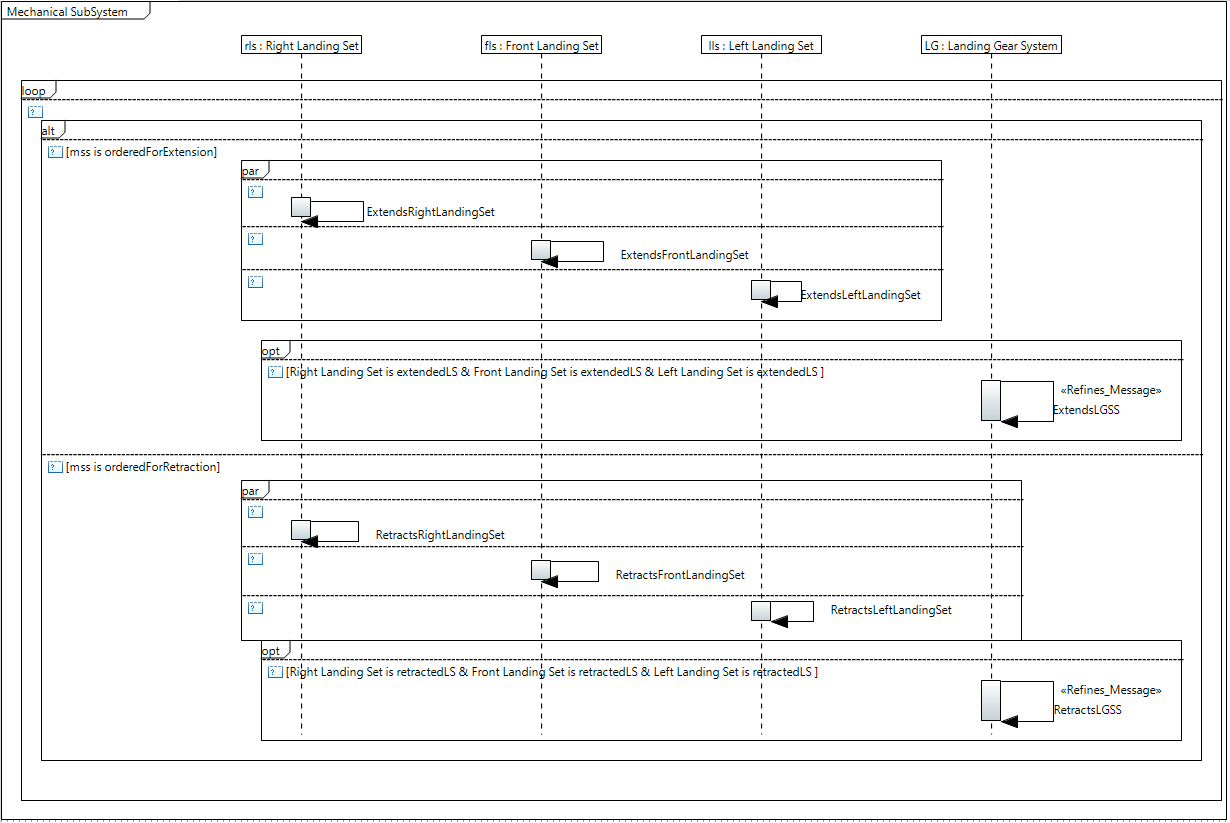 Mechanical SubSystem
rls : Right Landing Set
fls : Front Landing Set
lls : Left Landing Set
LG : Landing Gear System
loop
?
alt
? [mss is orderedForExtension]
par
?
ExtendsRightLandingSet
?
ExtendsFrontLandingSet
?
ExtendsLeftLandingSet
opt
? [Right Landing Set is extendedLS & Front Landing Set is extendedLS & Left Landing Set is extendedLS ]
«Refines_Message»
ExtendsLGSS
? [mss is orderedForRetraction]
par
?
RetractsRightLandingSet
?
RetractsFrontLandingSet
?
RetractsLeftLandingSet
opt
? [Right Landing Set is retractedLS & Front Landing Set is retractedLS & Left Landing Set is retractedLS ]
«Refines_Message»
RetractsLGSS